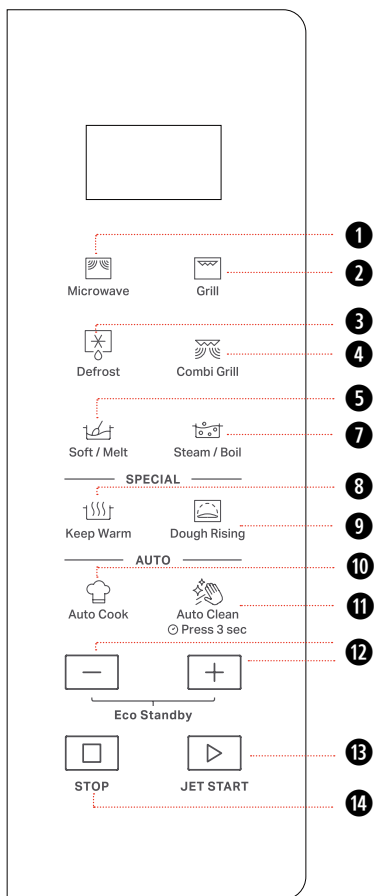 1
Microwave
Grill
2
3
Defrost
Combi Grill
4
5
Soft / Melt
Steam / Boil
7
SPECIAL
8
Keep Warm
Dough Rising
9
AUTO
10
Auto Cook
Auto Clean
Press 3 sec
11
12
− +
Eco Standby
STOP
JET START
13
14